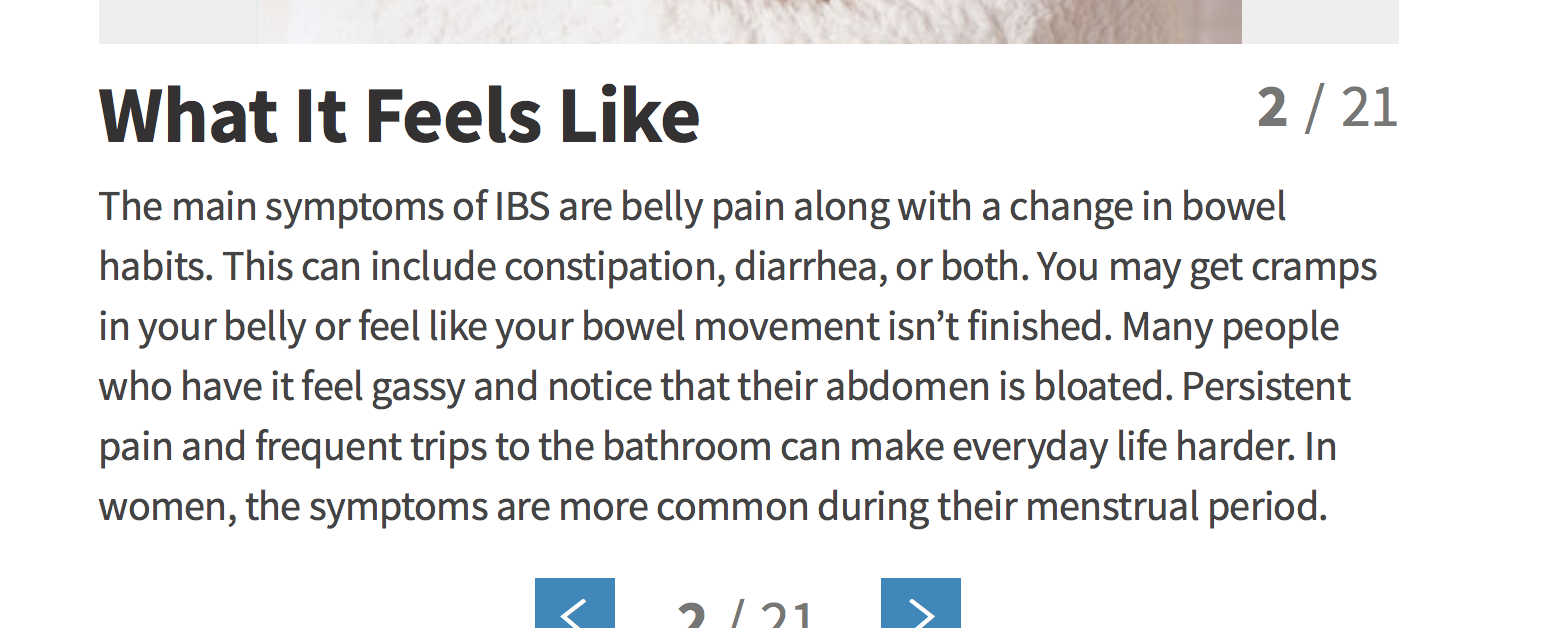 What It Feels Like
2 / 21
The main symptoms of IBS are belly pain along with a change in bowel
habits. This can include constipation, diarrhea, or both. You may get cramps
in your belly or feel like your bowel movement isn’t finished. Many people
who have it feel gassy and notice that their abdomen is bloated. Persistent
pain and frequent trips to the bathroom can make everyday life harder. In
women, the symptoms are more common during their menstrual period.
2 / 21